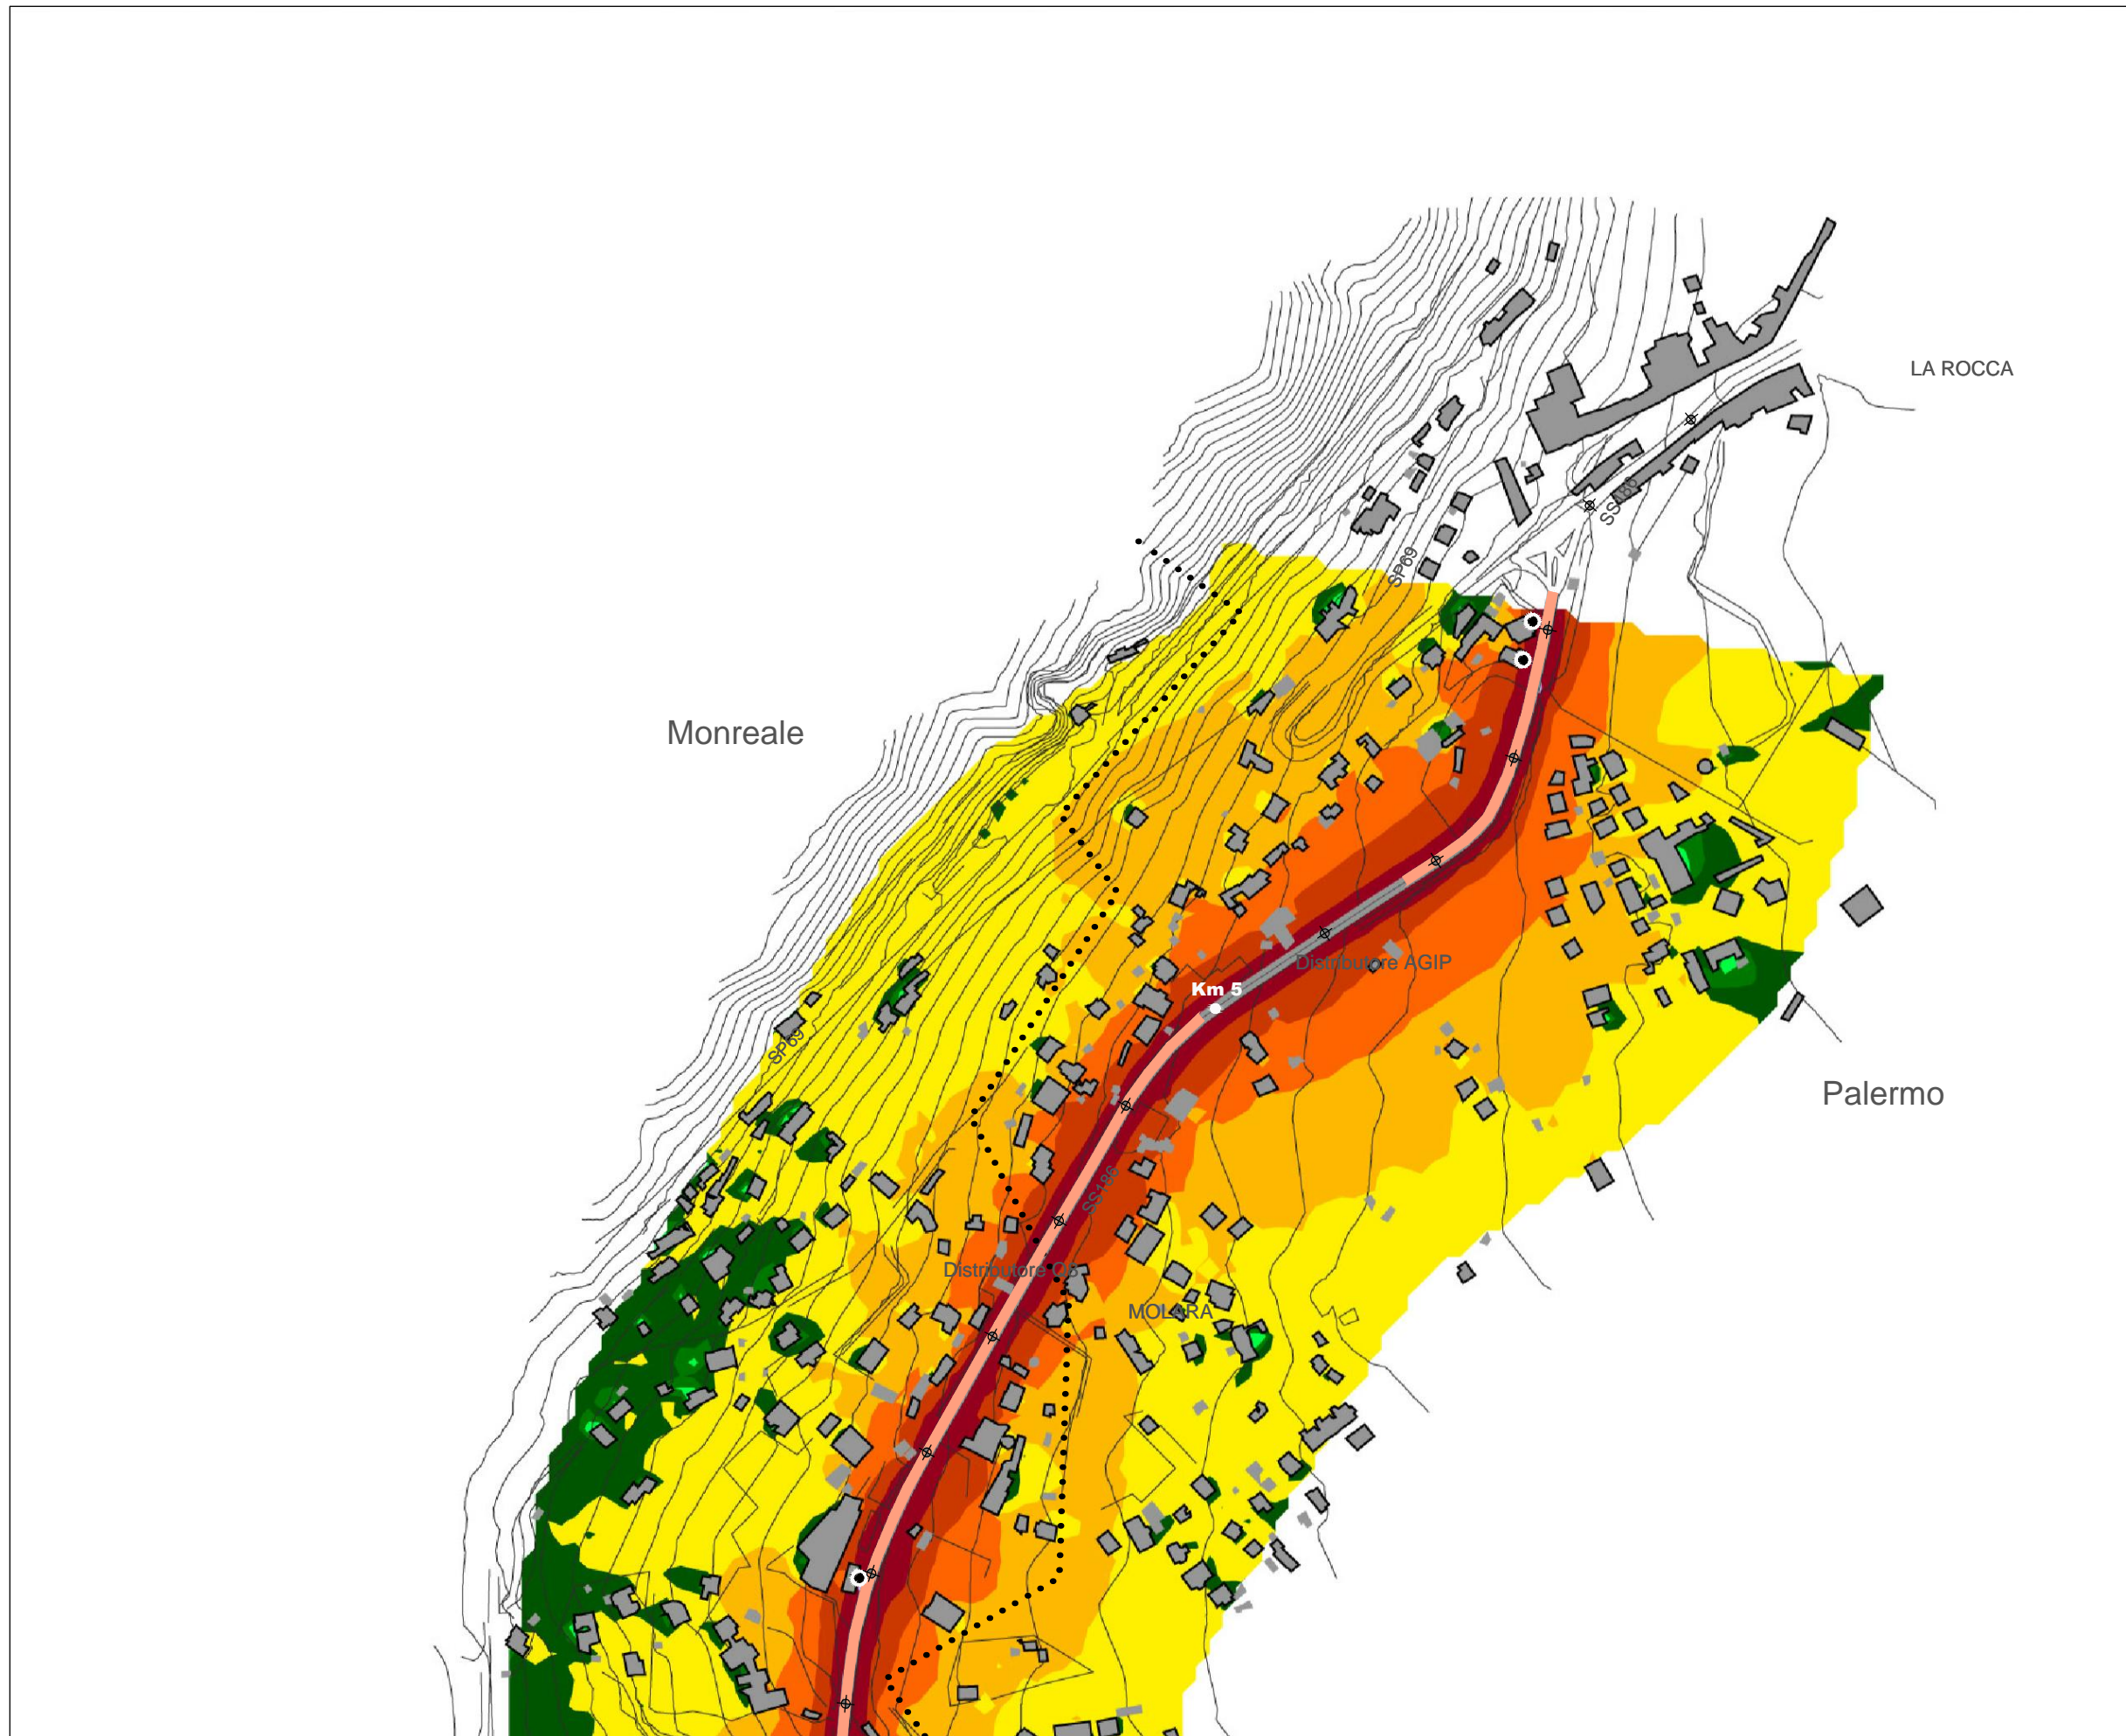 LA ROCCA
SS186
SP69
Monreale
Distributore AGIP
Km 5
SP69
Palermo
SS186
Distributore Q8
MOLARA